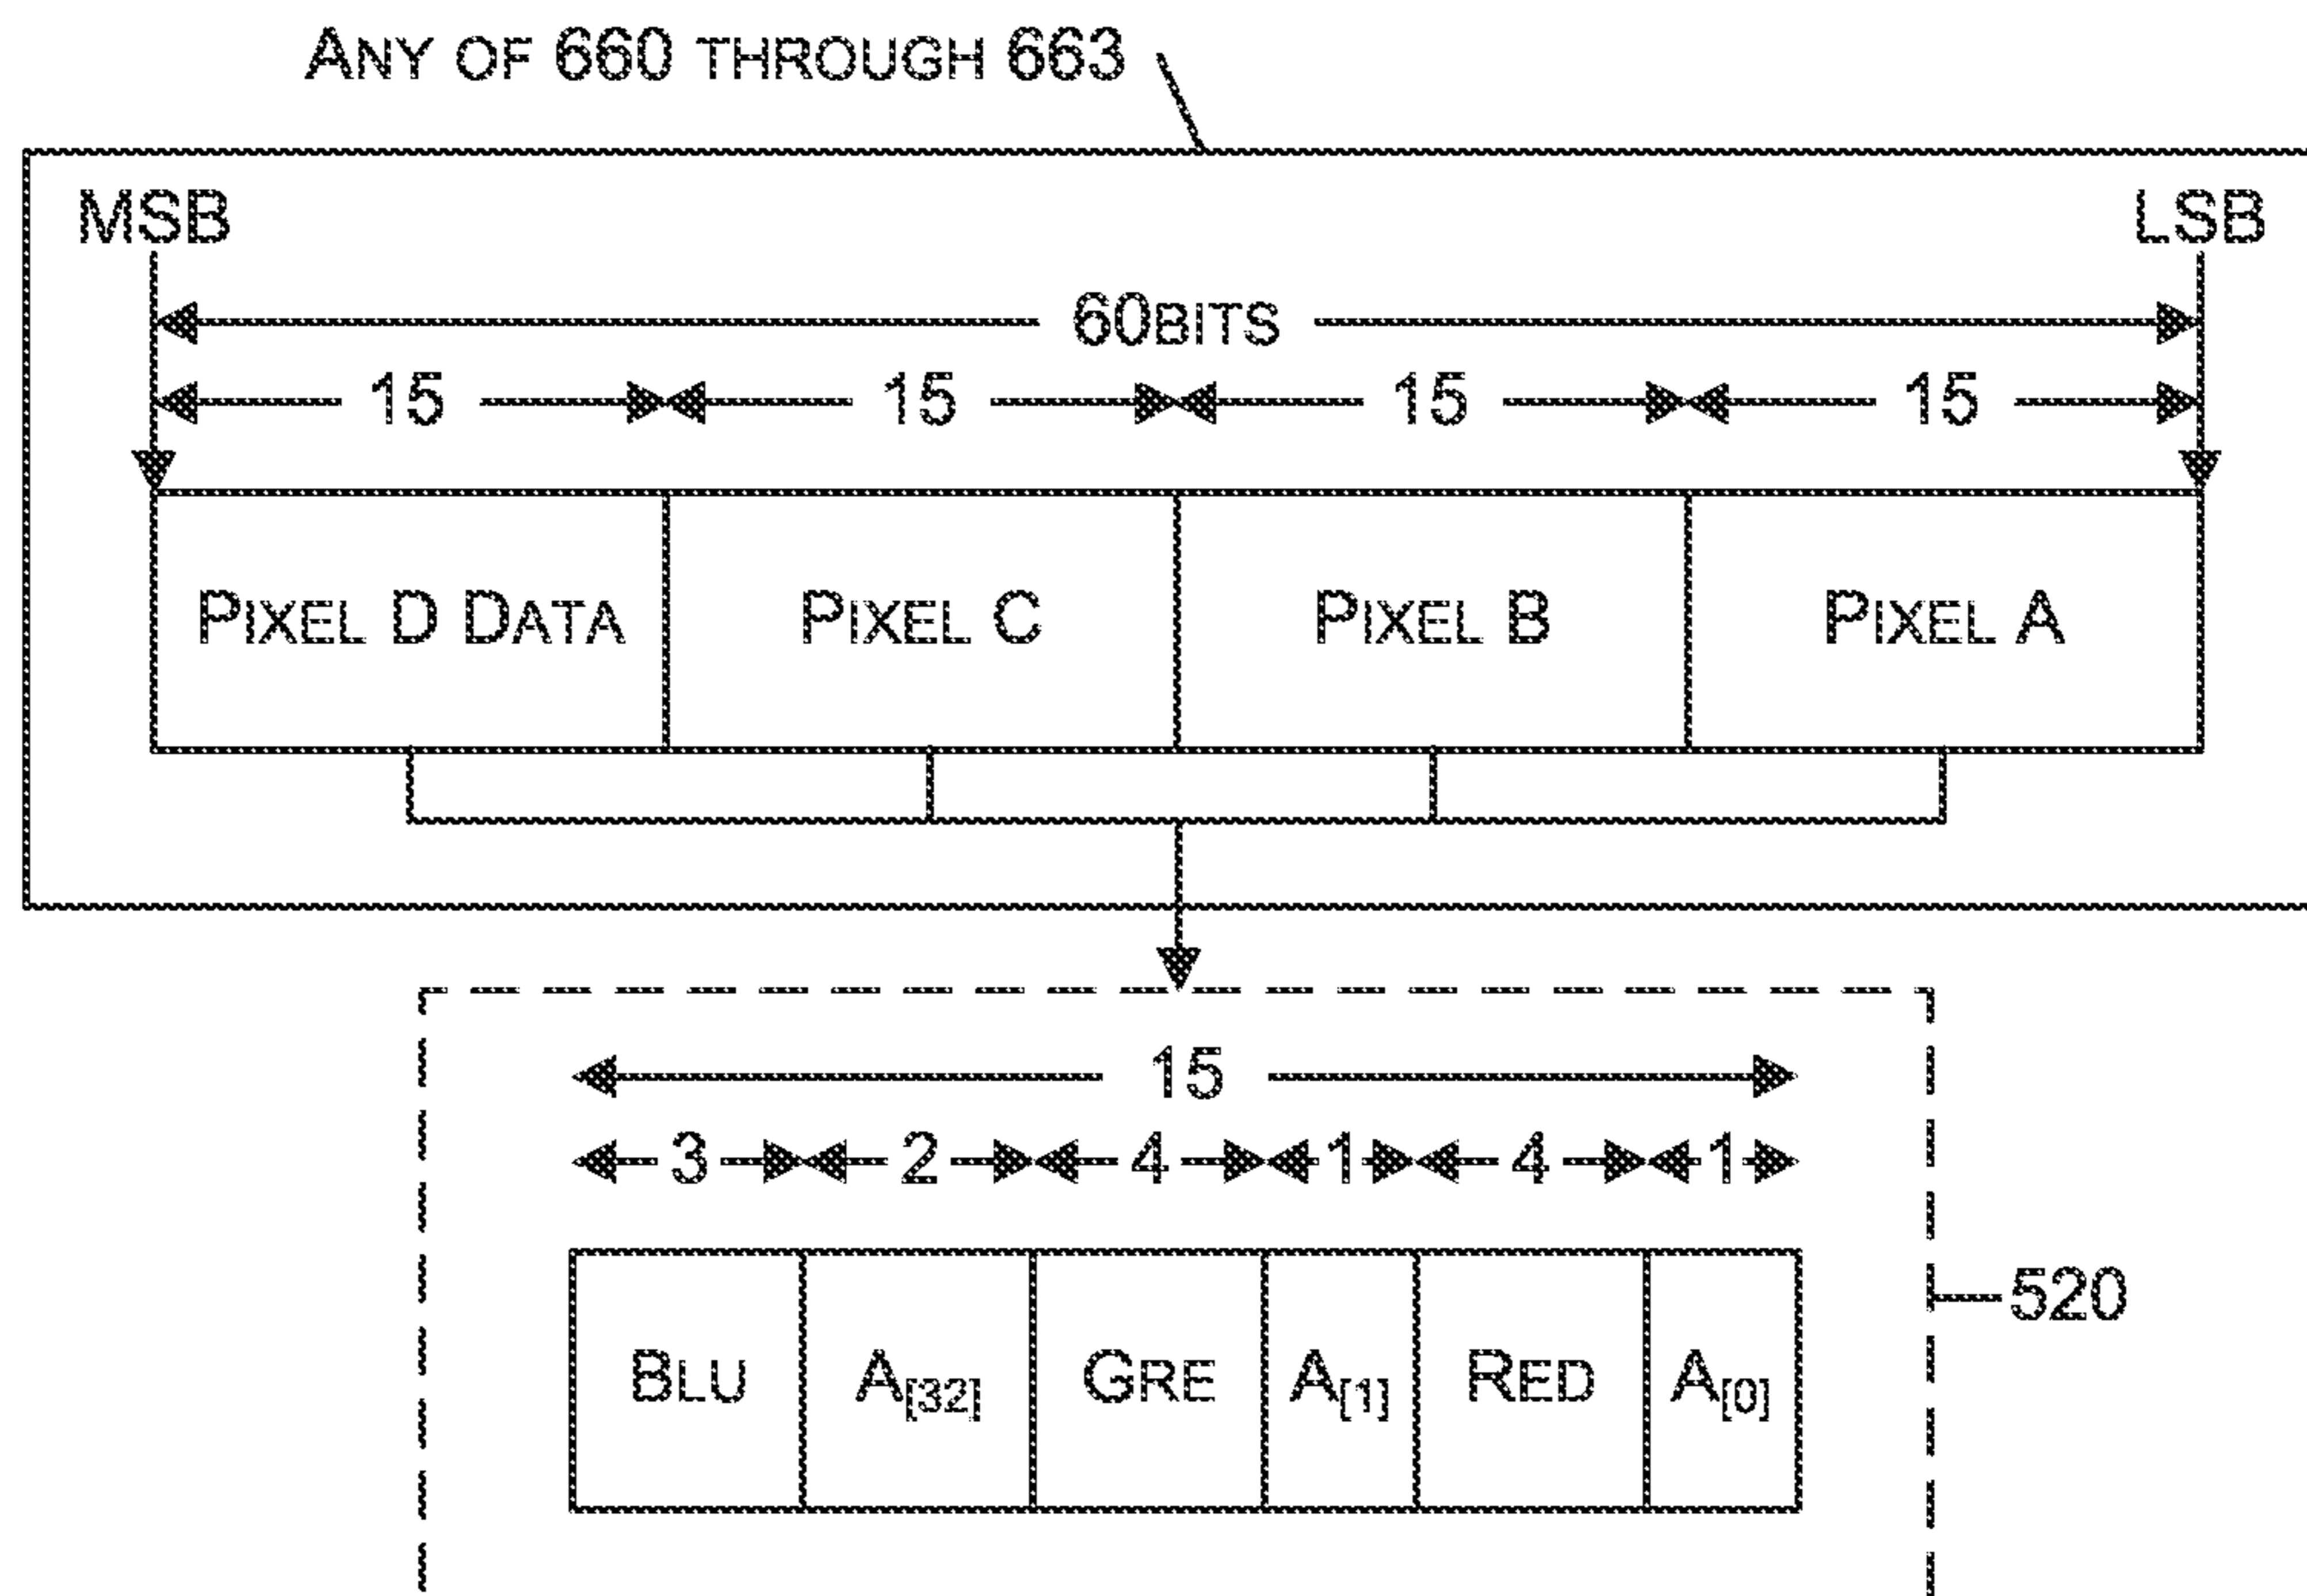 ANY OF 660 THROUGH 663
MSB LSB
60BITS
15 15 15 15
PIXEL D DATA PIXEL C PIXEL B PIXEL A
15
3 2 4 1 4 1
BLU A[32] GRE A[1] RED A[0]
520